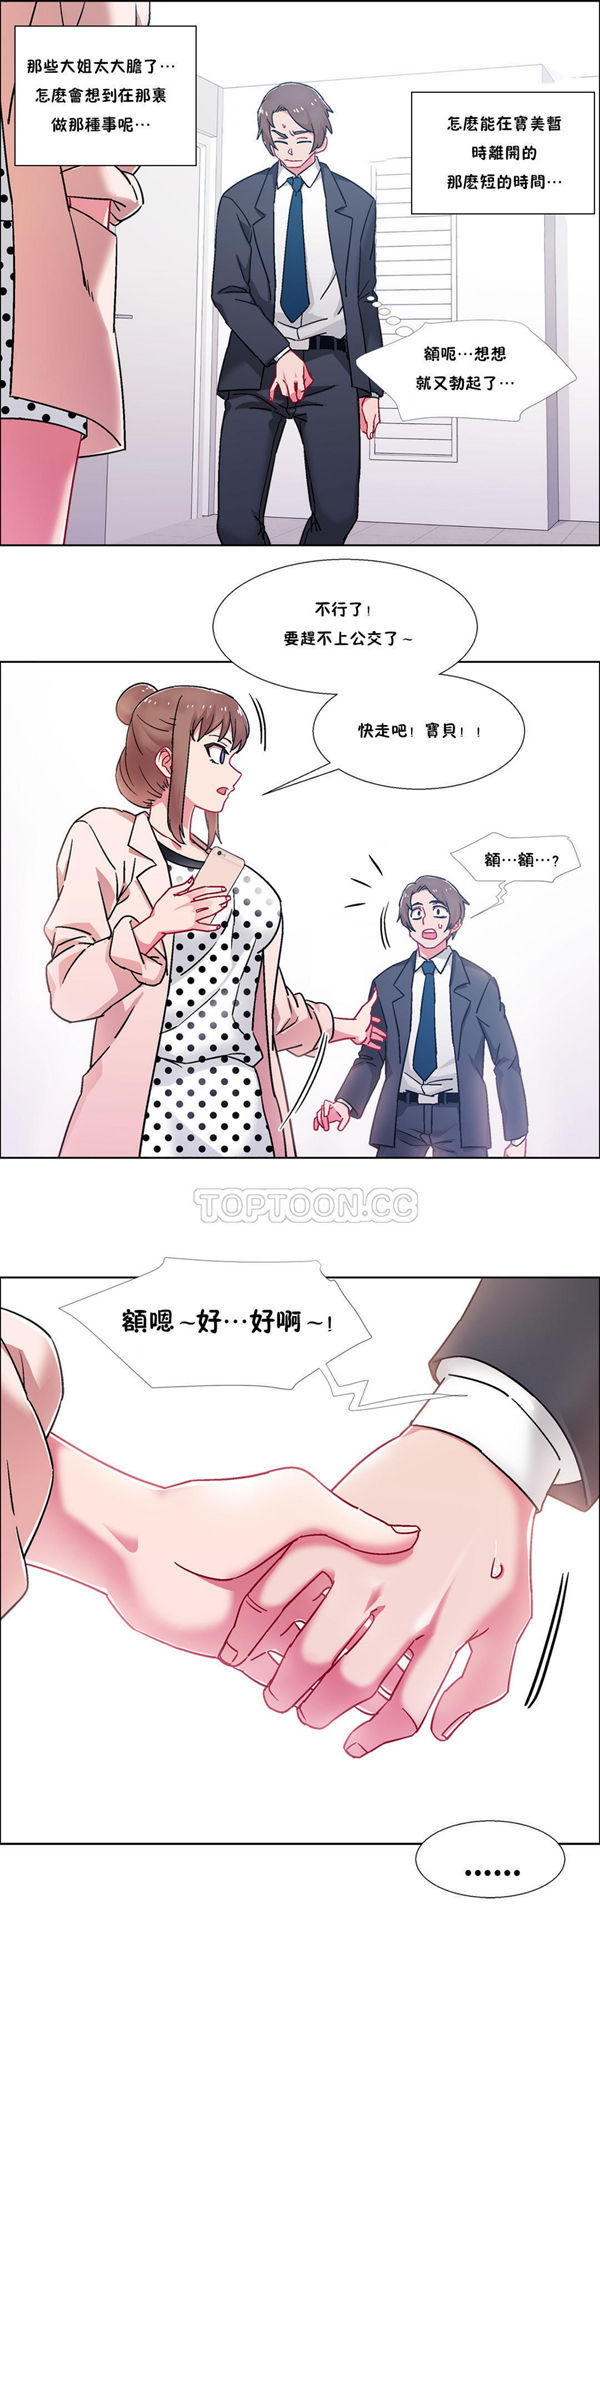 那些大姐太大膽了…
怎麽會想到在那裏
做那種事呢…
怎麽能在寶美暫
時離開的
那麽短的時間…
額呃…想想
就又勃起了…
不行了!
要趕不上公交了~
快走吧! 寶貝!!
額…額…?
TOPTOON.CC
額嗯~好…好啊~!
……